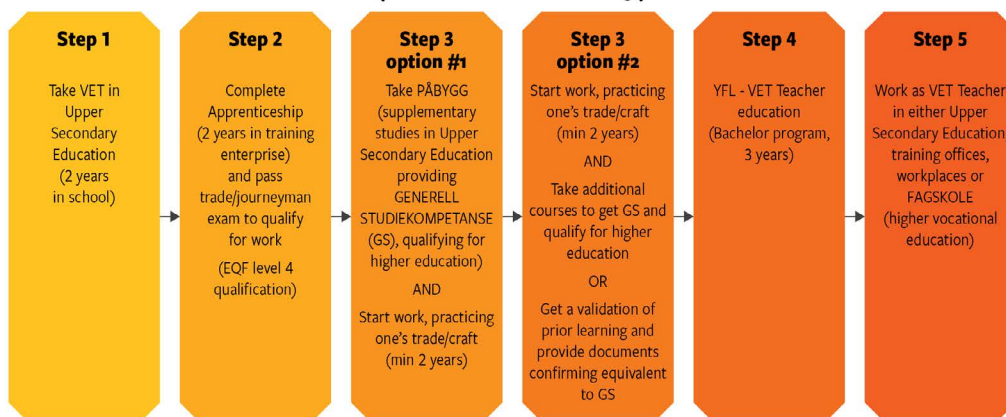 Step 1
Take VET in
Upper
Secondary
Education
(2 years
in school)
Step 2
Complete
Apprenticeship
(2 years in training
enterprise)
and pass
trade/journeyman
exam to qualify
for work
(EQF level 4
qualification)
Step 3
option #1
Take PÅBYGG
(supplementary
studies in Upper
Secondary Education
providing
GENERELL
STUDIEKOMPETANSE
(GS), qualifying for
higher education)
AND
Start work, practicing
one's trade/craft
(min 2 years)
Step 3
option #2
Start work, practicing
one's trade/craft
(min 2 years)
AND
Take additional
courses to get GS and
qualify for higher
education
OR
Get a validation of
prior learning and
provide documents
confirming equivalent
to GS
Step 4
YFL - VET Teacher
education
(Bachelor program,
3 years)
Step 5
Work as VET Teacher
in either Upper
Secondary Education
training offices,
workplaces or
FAGSKOLE
(higher vocational
education)